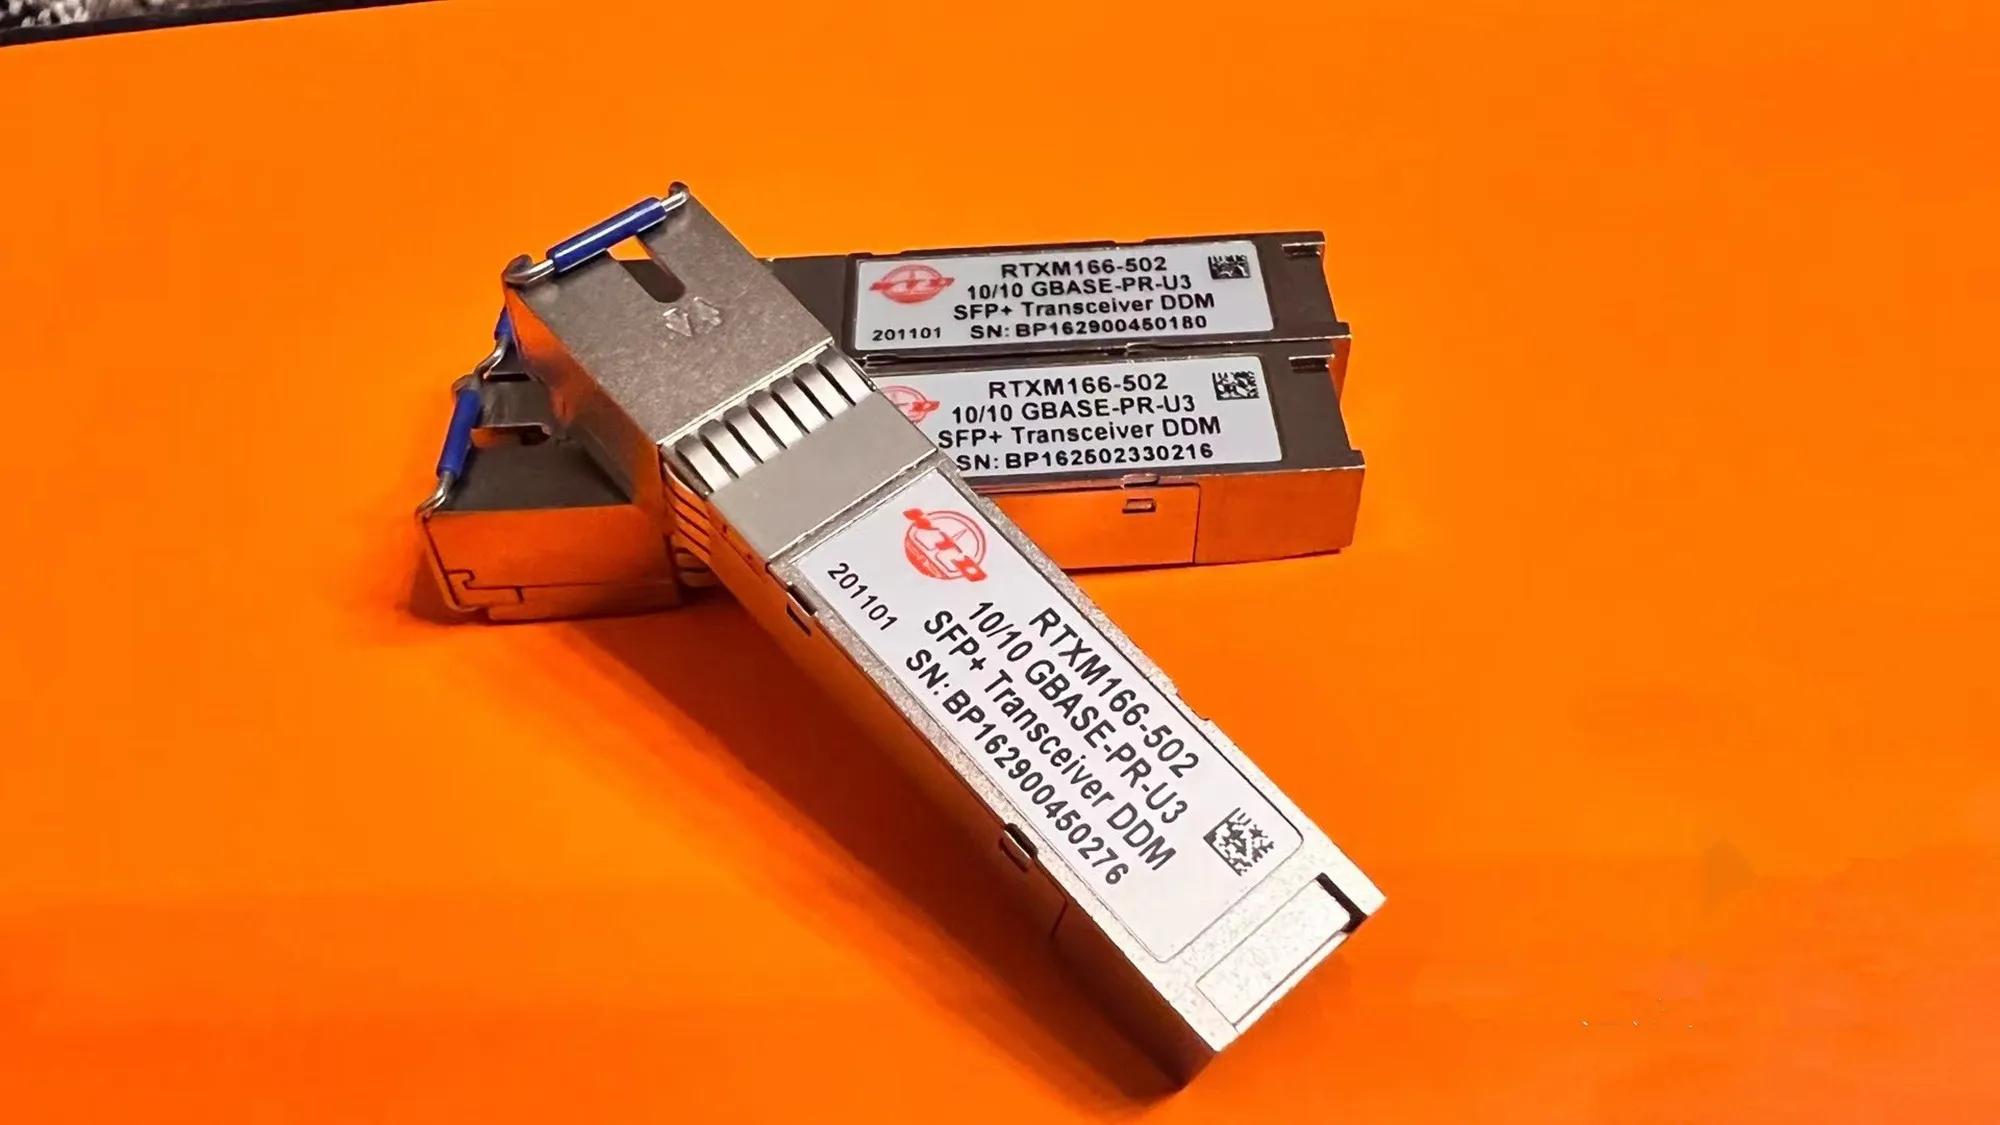 WTD
RTXM166-502
10/10 GBASE-PR-U3
SFP+ Transceiver DDM
201101 SN: BP162900450180
RTXM166-502
10/10 GBASE-PR-U3
SFP+ Transceiver DDM
SN: BP162502330216
WTD
201101
RTXM166-502
10/10 GBASE-PR-U3
SFP+ Transceiver DDM
SN: BP162900450276